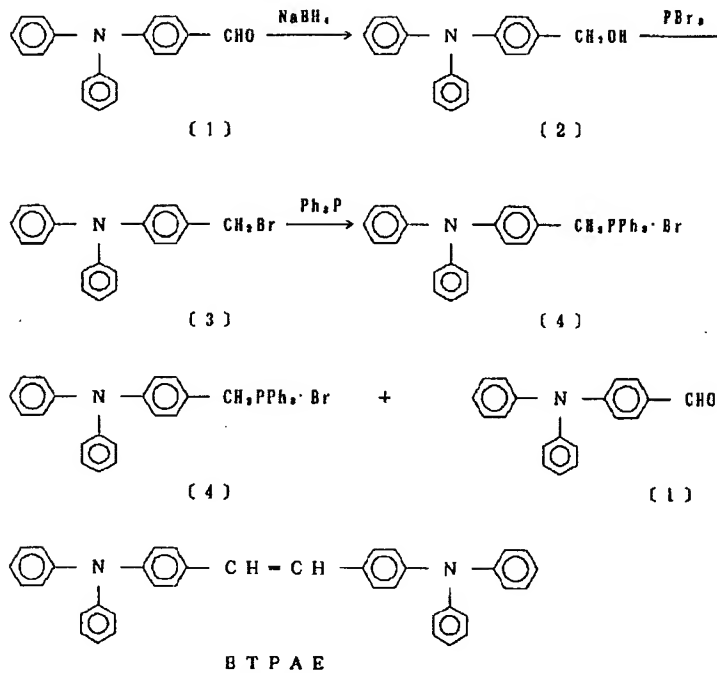 N CHO NaBH₄ N CH₂OH PBr₃
(1) (2)
N CH₂Br Ph₃P N CH₂PPh₃·Br
(3) (4)
N CH₂PPh₃·Br + N CHO
(4) (1)
N CH=CH N
BTPAE